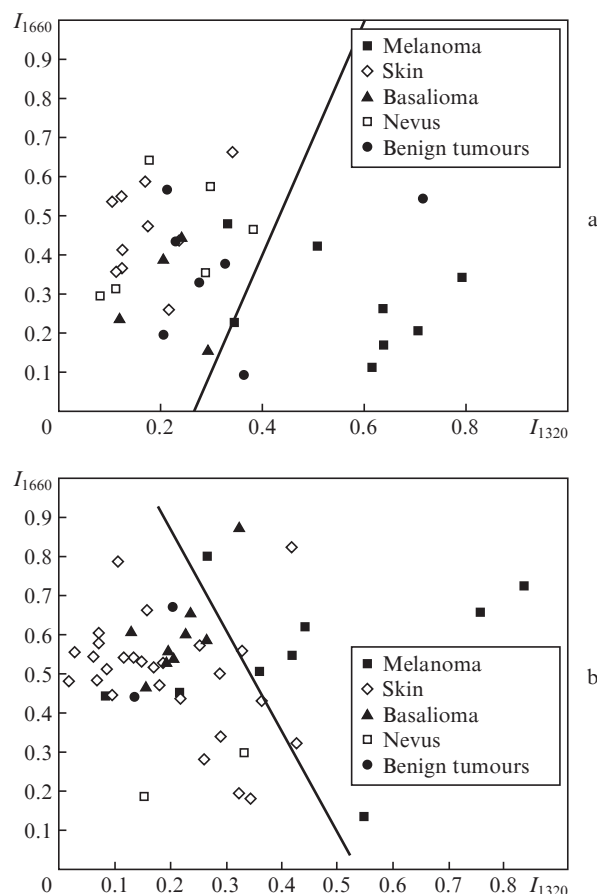 I1660
0.9
0.8
0.7
0.6
0.5
0.4
0.3
0.2
0.1
0 0.2 0.4 0.6 0.8 I1320
Melanoma
Skin
Basalioma
Nevus
Benign tumours
a
I1660
0.9
0.8
0.7
0.6
0.5
0.4
0.3
0.2
0.1
0 0.1 0.2 0.3 0.4 0.5 0.6 0.7 0.8 I1320
Melanoma
Skin
Basalioma
Nevus
Benign tumours
b